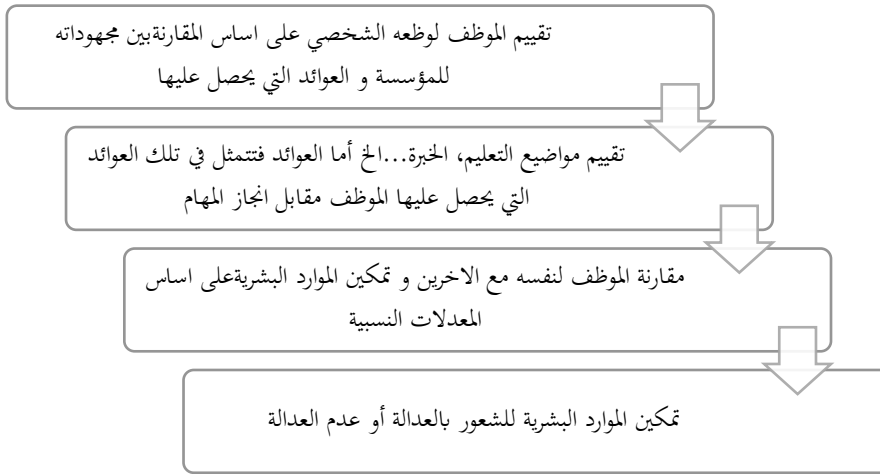 تقييم الموظف لوظعه الشخصي على اساس المقارنةبين مجهوداته
للمؤسسة و العوائد التي يحصل عليها
تقييم مواضيع التعليم، الخبرة...الخ أما العوائد فتتمثل في تلك العوائد
التي يحصل عليها الموظف مقابل انجاز المهام
مقارنة الموظف لنفسه مع الاخرين و تمكين الموارد البشريةعلى اساس
المعدلات النسبية
تمكين الموارد البشرية للشعور بالعدالة أو عدم العدالة